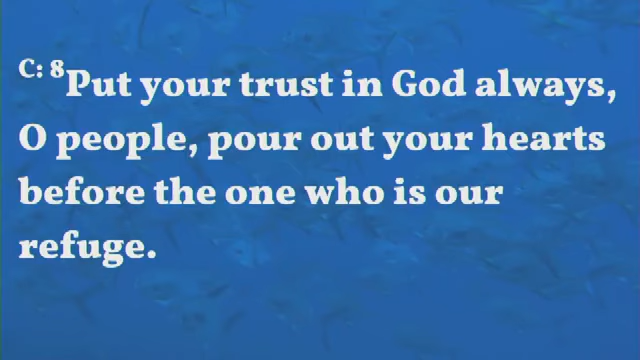 C: 8Put your trust in God always,
O people, pour out your hearts
before the one who is our
refuge.